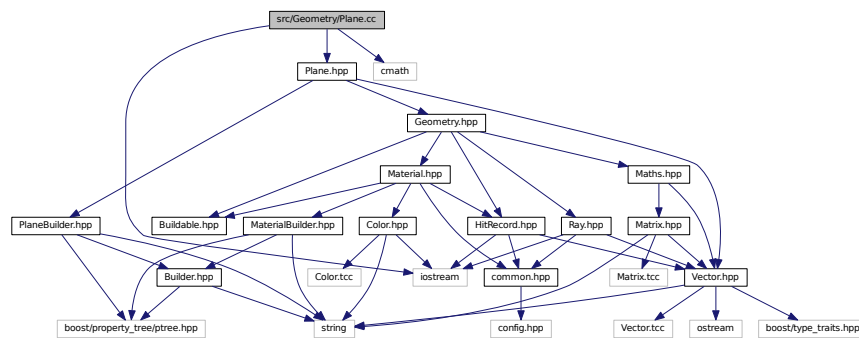 src/Geometry/Plane.cc
Plane.hpp
cmath
Geometry.hpp
Material.hpp
Maths.hpp
PlaneBuilder.hpp
Buildable.hpp
MaterialBuilder.hpp
Color.hpp
HitRecord.hpp
Ray.hpp
Matrix.hpp
Builder.hpp
Color.tcc
iostream
common.hpp
Matrix.tcc
Vector.hpp
boost/property_tree/ptree.hpp
string
config.hpp
Vector.tcc
ostream
boost/type_traits.hpp